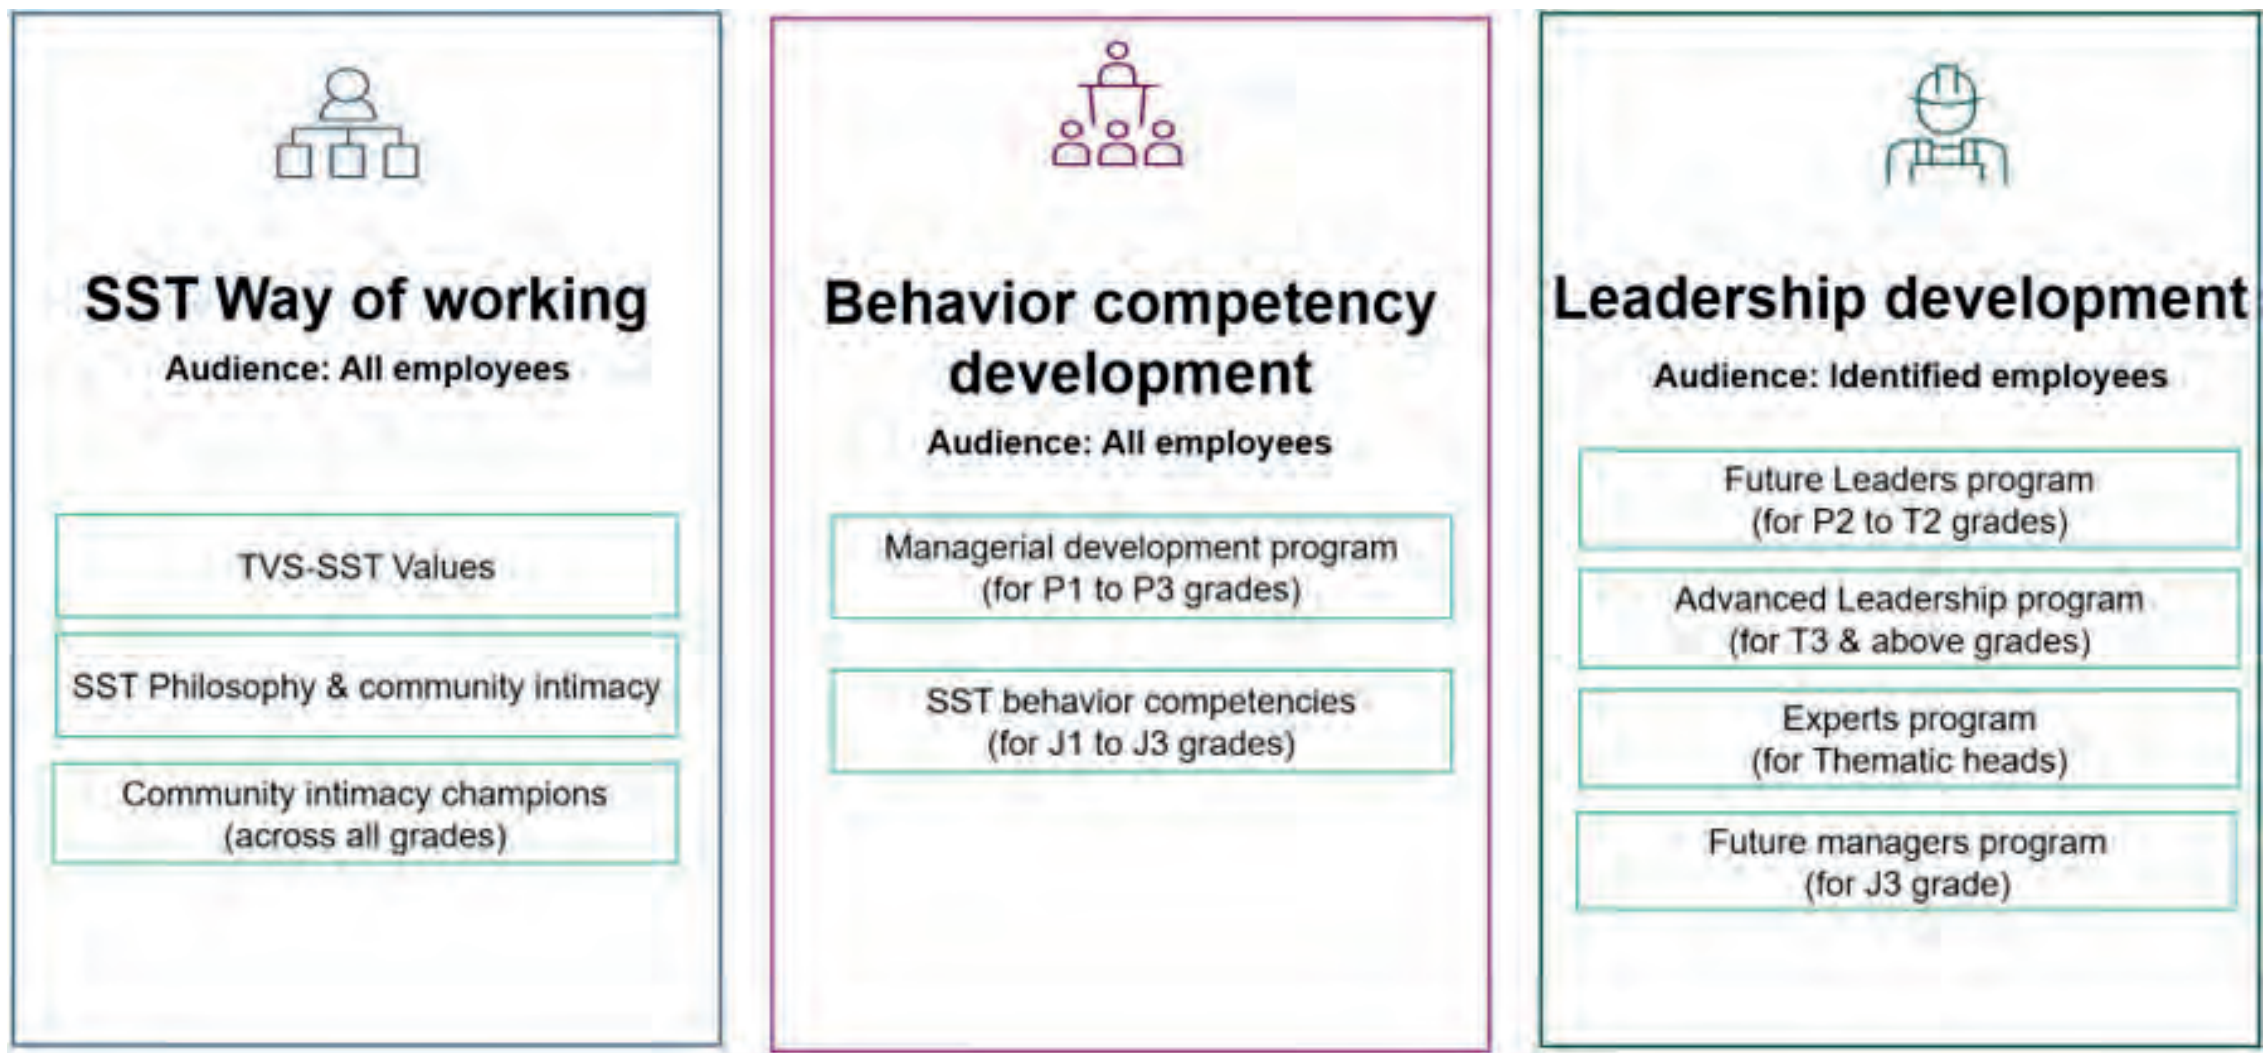 SST Way of working
Audience: All employees
TVS-SST Values
SST Philosophy & community intimacy
Community intimacy champions
(across all grades)
Behavior competency
development
Audience: All employees
Managerial development program
(for P1 to P3 grades)
SST behavior competencies
(for J1 to J3 grades)
Leadership development
Audience: Identified employees
Future Leaders program
(for P2 to T2 grades)
Advanced Leadership program
(for T3 & above grades)
Experts program
(for Thematic heads)
Future managers program
(for J3 grade)